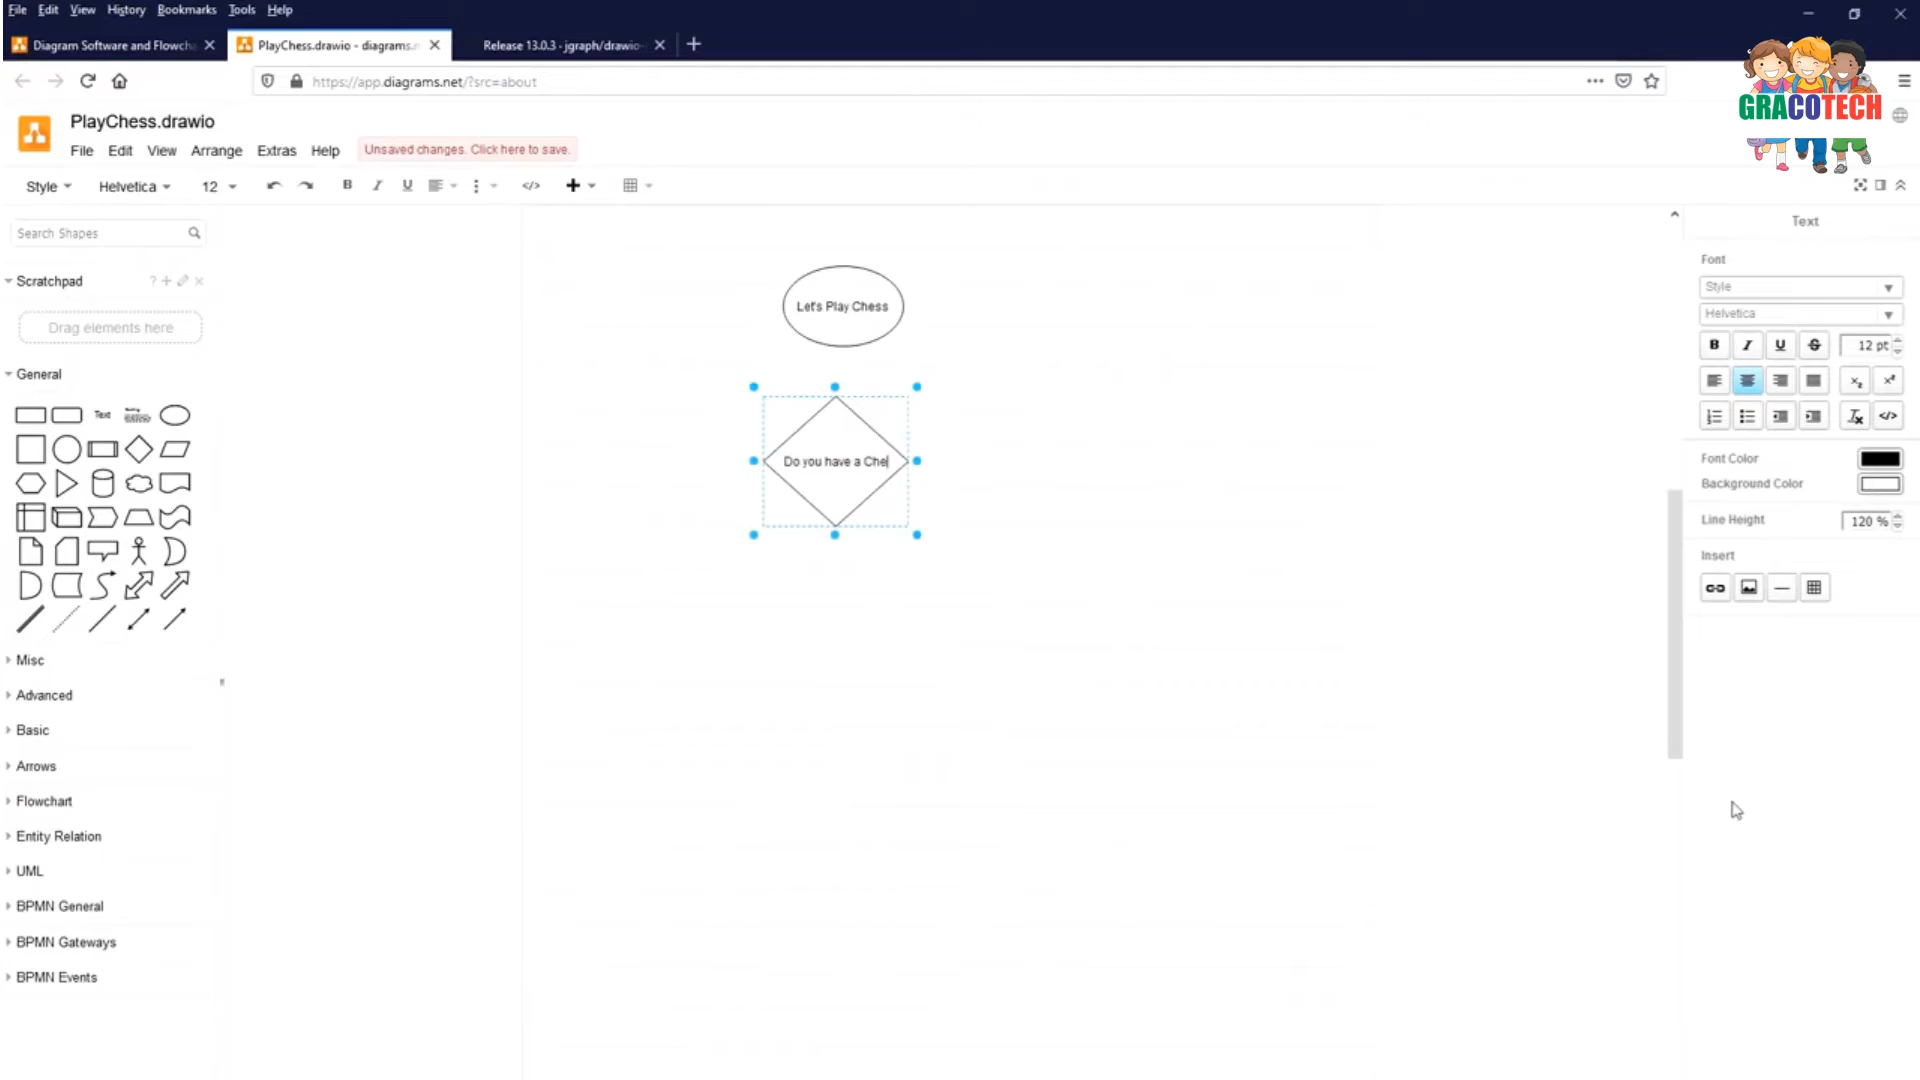 File Edit View History Bookmarks Tools Help
Diagram Software and Flowcha
PlayChess.drawio - diagrams.n
Release 13.0.3 - jgraph/drawio-
https://app.diagrams.net/?src=about
GRACOTECH
PlayChess.drawio
File Edit View Arrange Extras Help
Unsaved changes. Click here to save.
Style Helvetica 12 B I U
Search Shapes
Scratchpad
Drag elements here
General
Text
Misc
Advanced
Basic
Arrows
Flowchart
Entity Relation
UML
BPMN General
BPMN Gateways
BPMN Events
Let's Play Chess
Do you have a Che
Text
Font
Style
Helvetica
B I U S 12 pt
Font Color
Background Color
Line Height 120 %
Insert